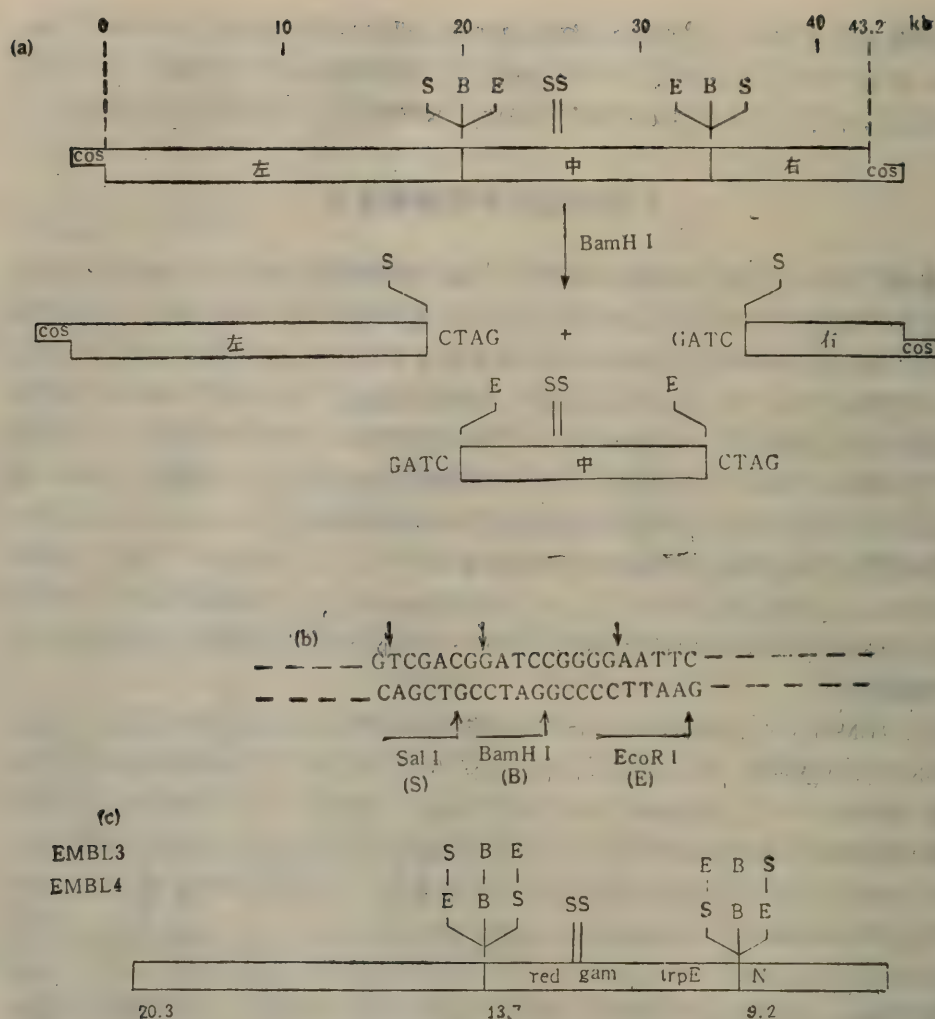 0 10 20 30 40 43.2 kb
(a)
S B E SS E B S
cos 左 中 右 cos
BamH I
S S
cos 左 CTAG + GATC 右 cos
E SS E
GATC 中 CTAG
(b)
GTCGACGGATCCGGGGAATTC
CAGCTGCCTAGGCCCCTTAAG
Sal I BamH I EcoR I
(S) (B) (E)
(c)
EMBL3 S B E E B S
EMBL4 E B S SS S B E
red gam trpE N
20.3 13.7 9.2